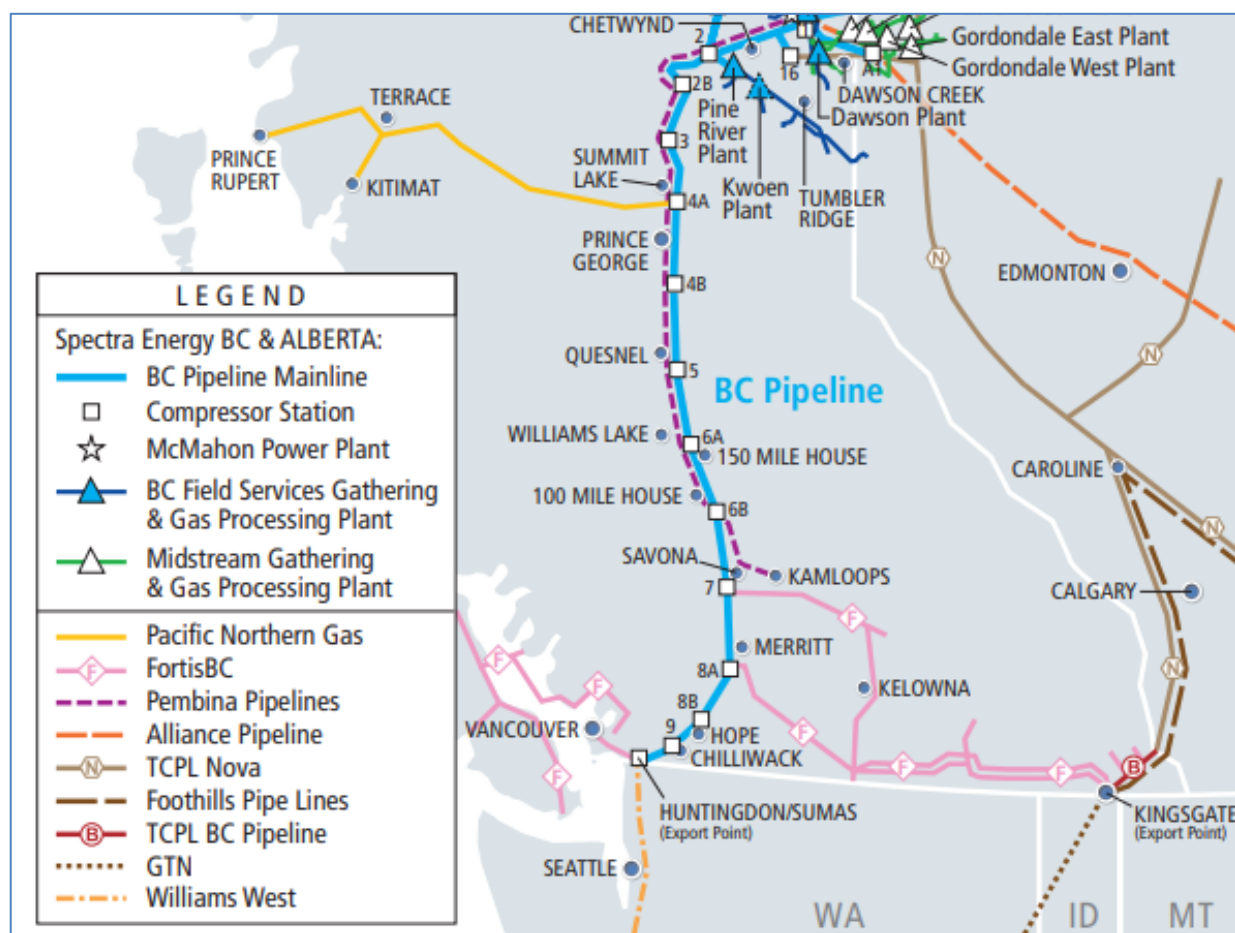 CHETWYND
2
Gordondale East Plant
Gordondale West Plant
16
A1
2B
DAWSON CREEK
Dawson Plant
Pine
River
Plant
TERRACE
3
PRINCE
RUPERT
KITIMAT
SUMMIT
LAKE
4A
Kwoen
Plant
TUMBLER
RIDGE
PRINCE
GEORGE
N
EDMONTON
4B
QUESNEL
5
N
BC Pipeline
WILLIAMS LAKE
6A
150 MILE HOUSE
CAROLINE
100 MILE HOUSE
6B
N
SAVONA
KAMLOOPS
7
CALGARY
F
MERRITT
8A
KELOWNA
N
F
F
8B
VANCOUVER
9
HOPE
F
CHILLIWACK
F
F
F
F
B
HUNTINGDON/SUMAS
(Export Point)
KINGSGATE
(Export Point)
SEATTLE
WA
ID
MT
LEGEND
Spectra Energy BC & ALBERTA:
BC Pipeline Mainline
Compressor Station
McMahon Power Plant
BC Field Services Gathering
& Gas Processing Plant
Midstream Gathering
& Gas Processing Plant
Pacific Northern Gas
F
FortisBC
Pembina Pipelines
Alliance Pipeline
N
TCPL Nova
Foothills Pipe Lines
B
TCPL BC Pipeline
GTN
Williams West